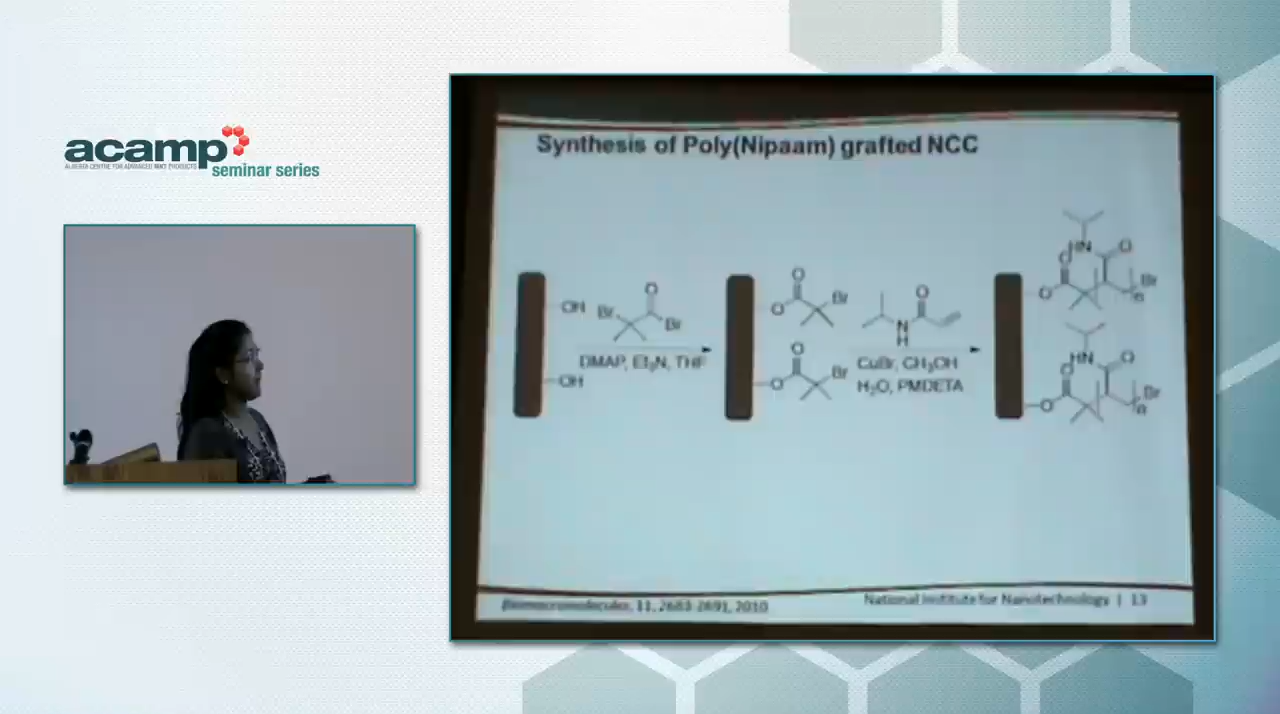 acamp
ALBERTA CENTRE FOR ADVANCED MNT PRODUCTS
seminar series
Synthesis of Poly(Nipaam) grafted NCC
OH
OH
Br
O
Br
DMAP, Et3N, THF
O
O
Br
O
O
Br
O
N
H
CuBr, CH3OH
H2O, PMDETA
HN
O
O
O
Br
n
HN
O
O
O
Br
n
Biomacromolecules, 11, 2683-2691, 2010
National Institute for Nanotechnology | 13